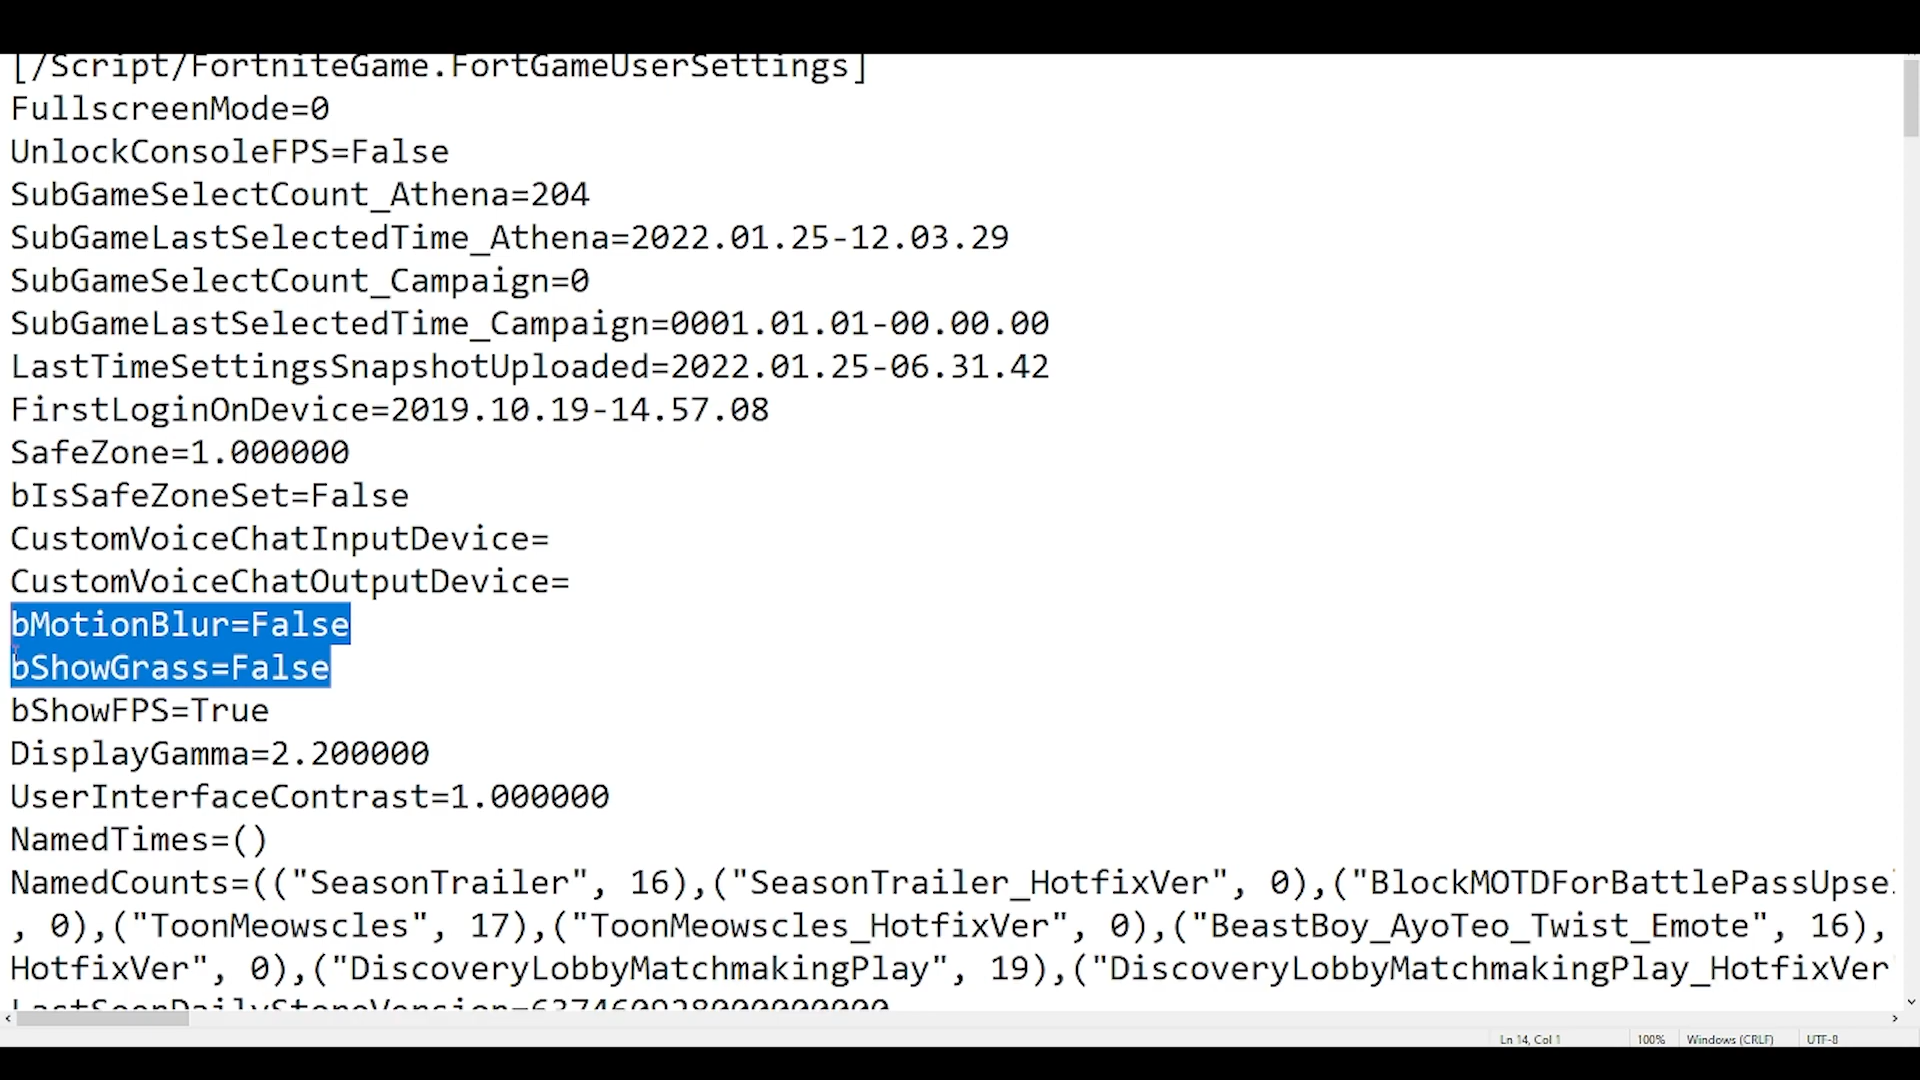 [/Script/FortniteGame.FortGameUserSettings]
FullscreenMode=0
UnlockConsoleFPS=False
SubGameSelectCount_Athena=204
SubGameLastSelectedTime_Athena=2022.01.25-12.03.29
SubGameSelectCount_Campaign=0
SubGameLastSelectedTime_Campaign=0001.01.01-00.00.00
LastTimeSettingsSnapshotUploaded=2022.01.25-06.31.42
FirstLoginOnDevice=2019.10.19-14.57.08
SafeZone=1.000000
bIsSafeZoneSet=False
CustomVoiceChatInputDevice=
CustomVoiceChatOutputDevice=
bMotionBlur=False
bShowGrass=False
bShowFPS=True
DisplayGamma=2.200000
UserInterfaceContrast=1.000000
NamedTimes=()
NamedCounts=(("SeasonTrailer", 16),("SeasonTrailer_HotfixVer", 0),("BlockMOTDForBattlePassUpse
, 0),("ToonMeowscles", 17),("ToonMeowscles_HotfixVer", 0),("BeastBoy_AyoTeo_Twist_Emote", 16),
HotfixVer", 0),("DiscoveryLobbyMatchmakingPlay", 19),("DiscoveryLobbyMatchmakingPlay_HotfixVer
Ln 14, Col 1 100% Windows (CRLF) UTF-8